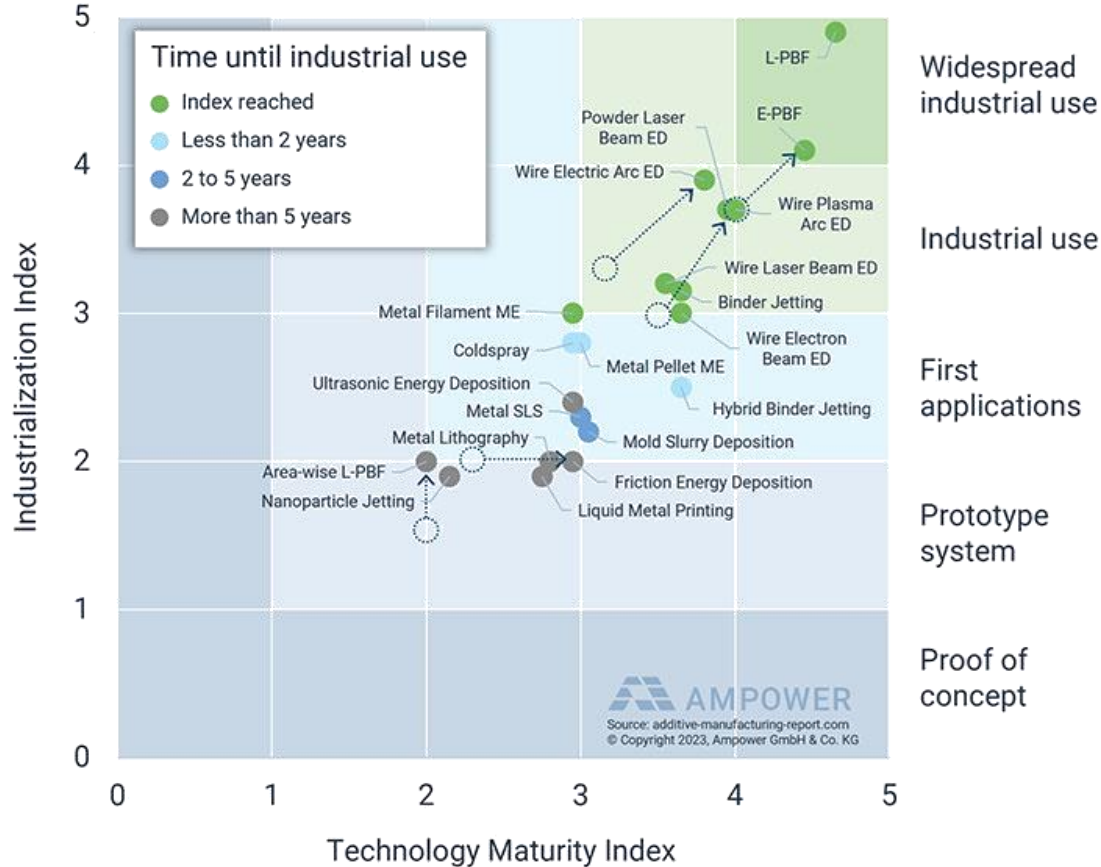 5
Time until industrial use
Index reached
Less than 2 years
2 to 5 years
More than 5 years
L-PBF
Widespread
industrial use
Powder Laser
Beam ED
E-PBF
4
Wire Electric Arc ED
Wire Plasma
Arc ED
Industrial use
Wire Laser Beam ED
Binder Jetting
3
Metal Filament ME
Wire Electron
Beam ED
Coldspray
Metal Pellet ME
First
applications
Ultrasonic Energy Deposition
Metal SLS
Hybrid Binder Jetting
Metal Lithography
Mold Slurry Deposition
2
Area-wise L-PBF
Friction Energy Deposition
Nanoparticle Jetting
Liquid Metal Printing
Prototype
system
1
Proof of
concept
AMPOWER
Source: additive-manufacturing-report.com
© Copyright 2023, Ampower GmbH & Co. KG
0
0 1 2 3 4 5
Technology Maturity Index
Industrialization Index